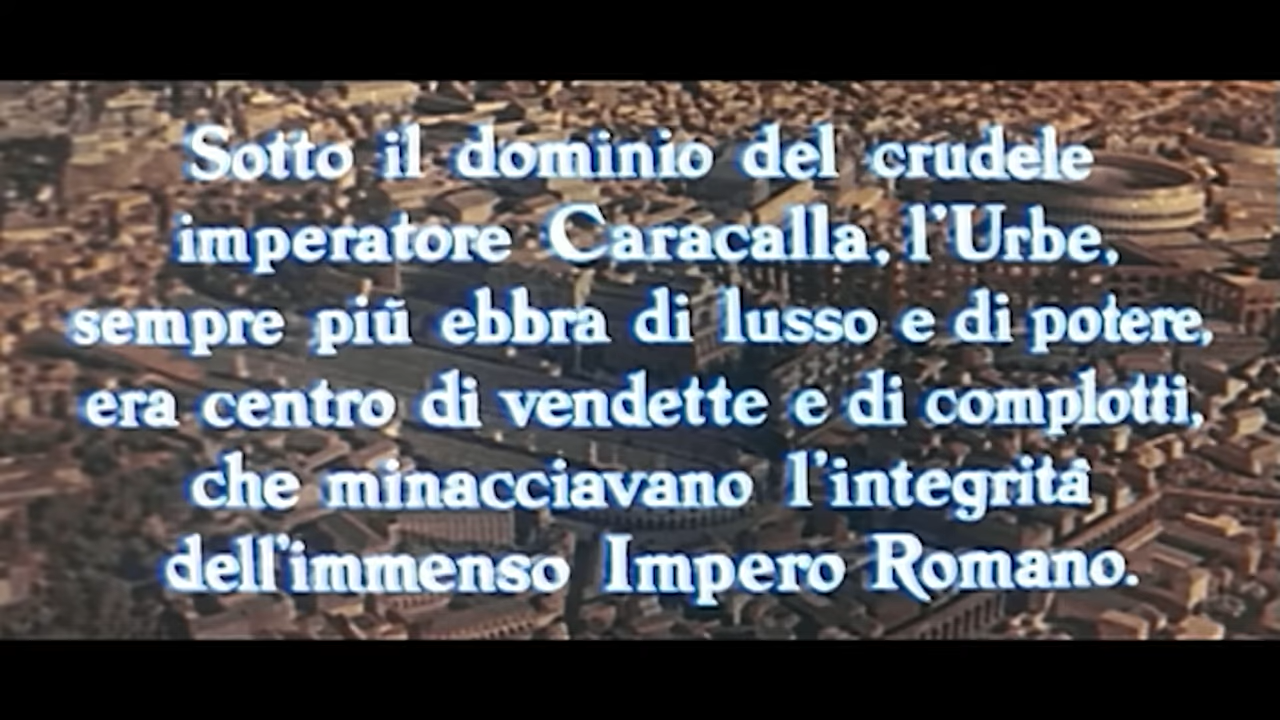 Sotto il dominio del crudele
imperatore Caracalla, l'Urbe,
sempre più ebbra di lusso e di potere,
era centro di vendette e di complotti,
che minacciavano l'integrità
dell'immenso Impero Romano.